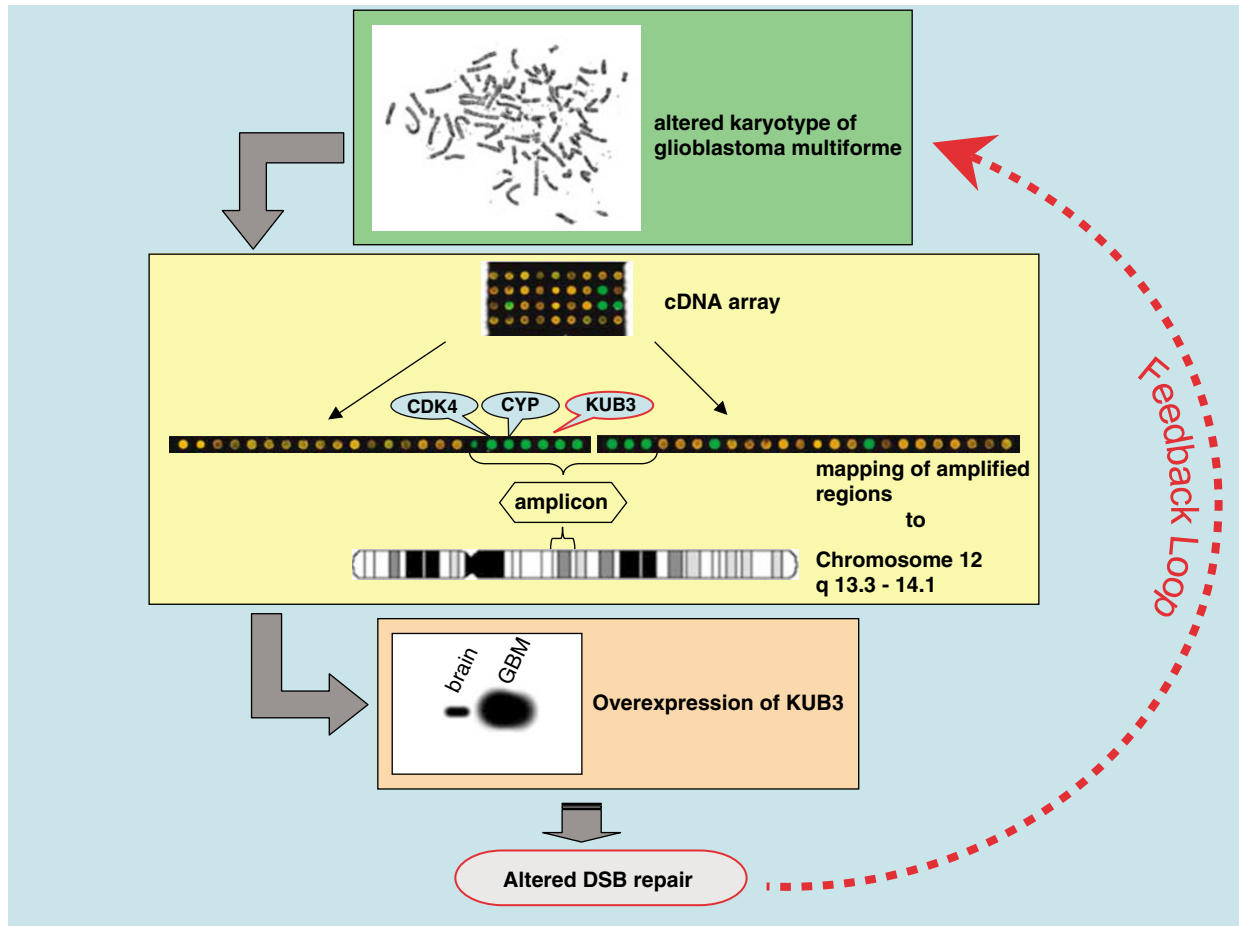 altered karyotype of
glioblastoma multiforme
cDNA array
CDK4
CYP
KUB3
mapping of amplified
regions
to
amplicon
Chromosome 12
q 13.3 - 14.1
brain
GBM
Overexpression of KUB3
Altered DSB repair
Feedback Loop